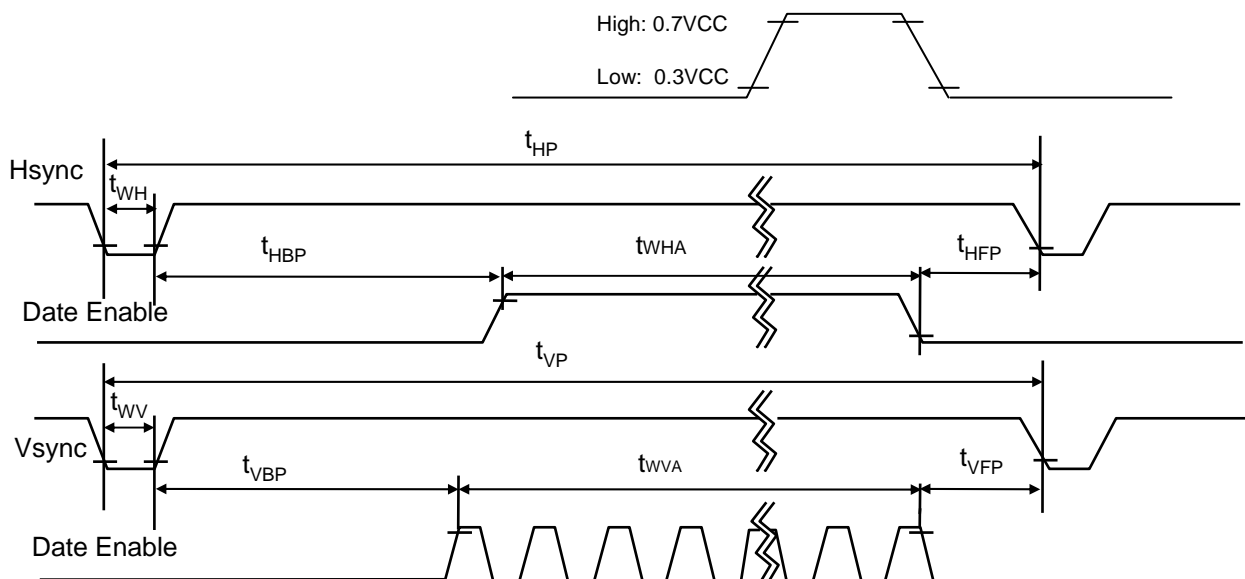 High: 0.7VCC
Low: 0.3VCC
tHP
Hsync
tWH
tHBP
tWHA
tHFP
Date Enable
tVP
tWV
Vsync
tVBP
tWVA
tVFP
Date Enable